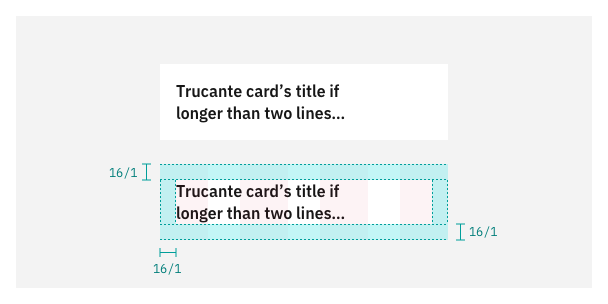 Trucante card’s title if
longer than two lines...
16/1
Trucante card’s title if
longer than two lines...
16/1
16/1